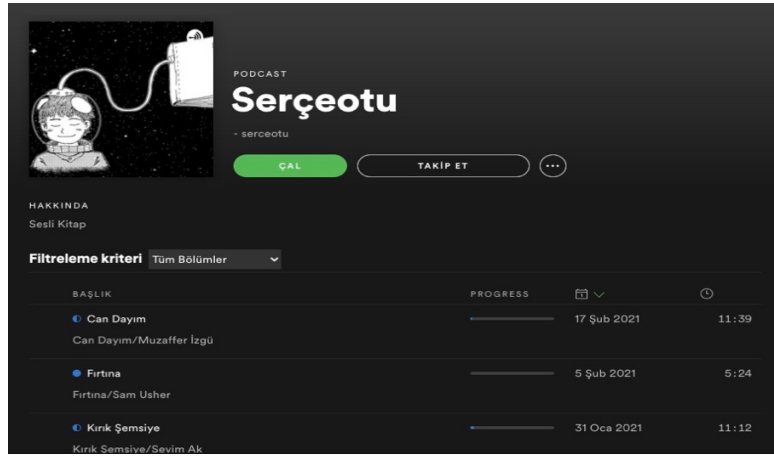 PODCAST
Serçeotu
- serceotu
ÇAL
TAKİP ET
HAKKINDA
Sesli Kitap
Filtreleme kriteri Tüm Bölümler
BAŞLIK PROGRESS
Can Dayım 17 Şub 2021 11:39
Can Dayım/Muzaffer İzgü
Fırtına 5 Şub 2021 5:24
Fırtına/Sam Usher
Kırık Şemsiye 31 Oca 2021 11:12
Kırık Şemsiye/Sevim Ak